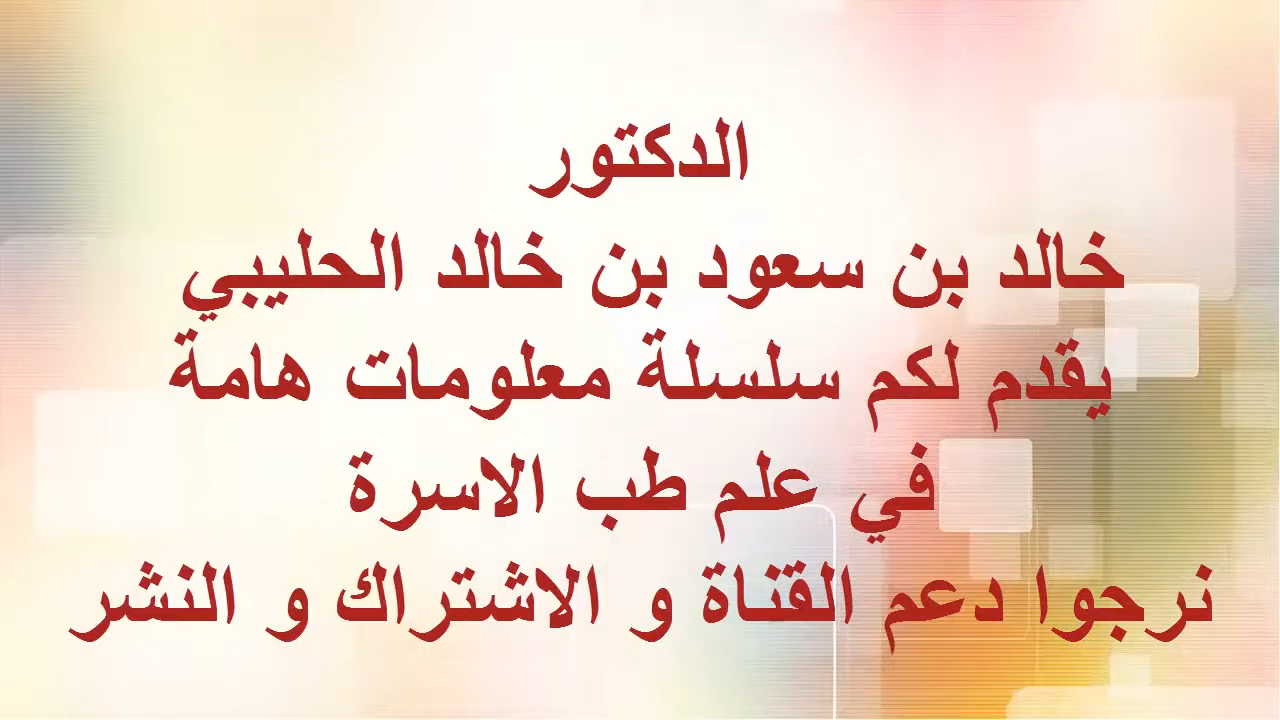 الدكتور
خالد بن سعود بن خالد الحليبي
يقدم لكم سلسلة معلومات هامة
في علم طب الاسرة
نرجوا دعم القناة و الاشتراك و النشر